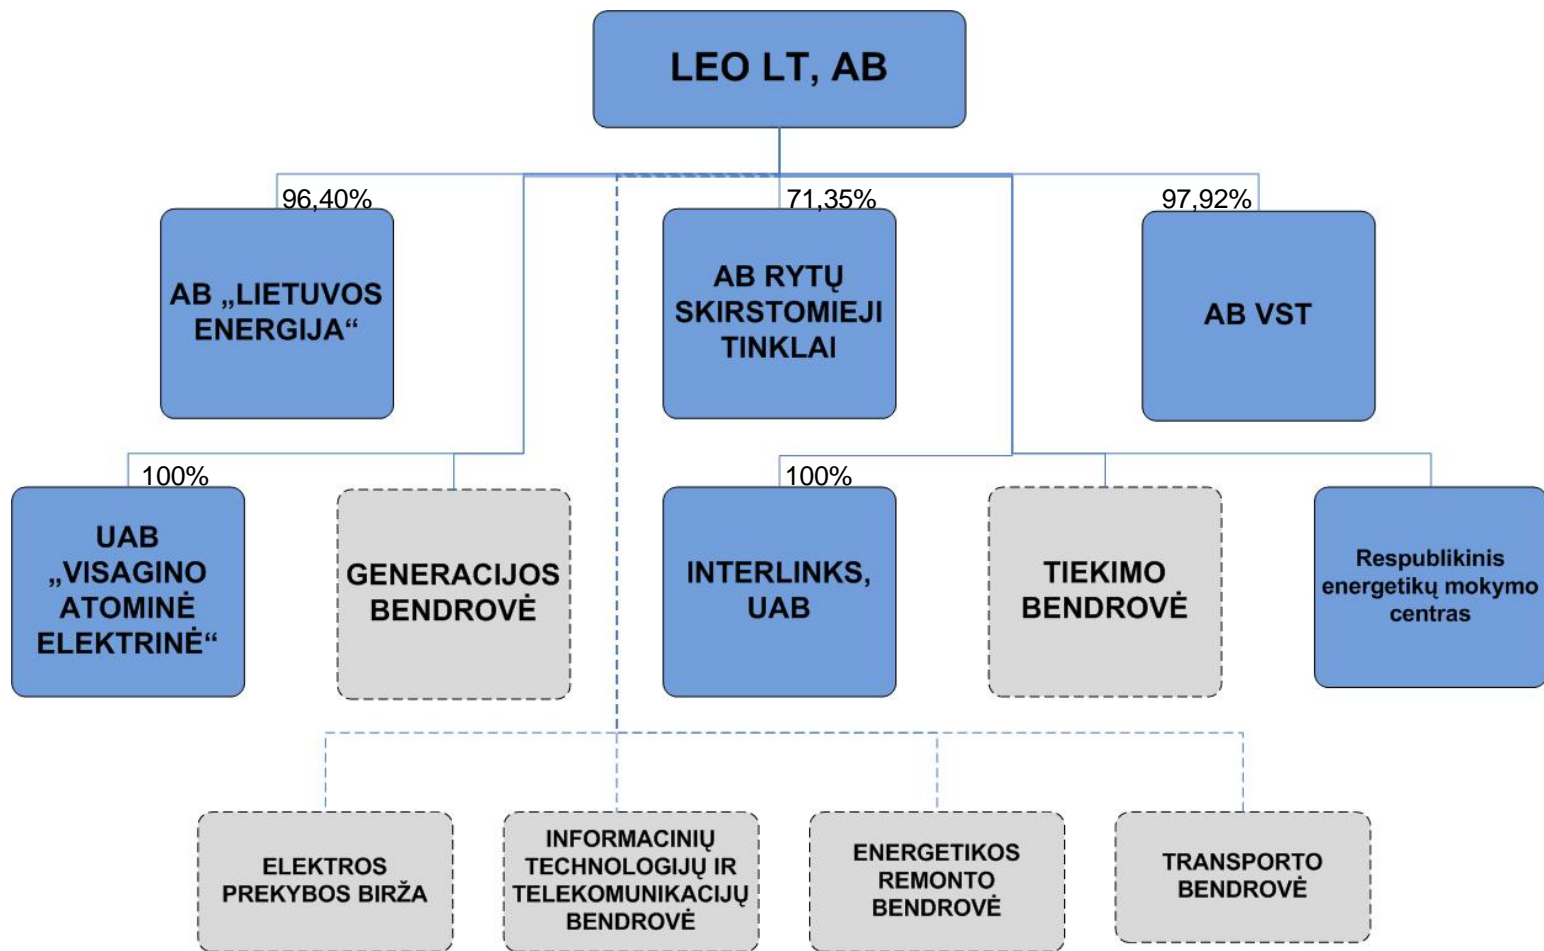 LEO LT, AB
96,40%
71,35%
97,92%
AB „LIETUVOS
ENERGIJA“
AB RYTŲ
SKIRSTOMIEJI
TINKLAI
AB VST
100%
100%
UAB
„VISAGINO
ATOMINĖ
ELEKTRINĖ“
GENERACIJOS
BENDROVĖ
INTERLINKS,
UAB
TIEKIMO
BENDROVĖ
Respublikinis
energetikų mokymo
centras
ELEKTROS
PREKYBOS BIRŽA
INFORMACINIŲ
TECHNOLOGIJŲ IR
TELEKOMUNIKACIJŲ
BENDROVĖ
ENERGETIKOS
REMONTO
BENDROVĖ
TRANSPORTO
BENDROVĖ